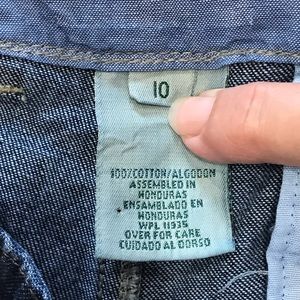 10
100%COTTON/ALGODON
ASSEMBLED IN
HONDURAS
ENSAMBLADO EN
HONDURAS
WPL 11935
OVER FOR CARE
CUIDADO AL DORSO